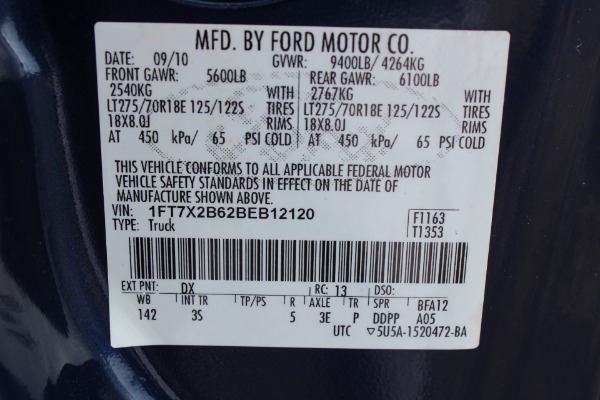 MFD. BY FORD MOTOR CO.
DATE: 09/10 GVWR: 9400LB/ 4264KG
FRONT GAWR: 5600LB REAR GAWR: 6100LB
2540KG WITH 2767KG WITH
LT275/70R18E 125/122S TIRES LT275/70R18E 125/122S TIRES
18X8.0J RIMS 18X8.0J RIMS
AT 450 kPa/ 65 PSI COLD AT 450 kPa/ 65 PSI COLD
THIS VEHICLE CONFORMS TO ALL APPLICABLE FEDERAL MOTOR
VEHICLE SAFETY STANDARDS IN EFFECT ON THE DATE OF
MANUFACTURE SHOWN ABOVE.
VIN: 1FT7X2B62BEB12120 F1163
TYPE: Truck T1353
EXT PNT: DX RC: 13 DSO:
WB INT TR TP/PS R AXLE TR SPR BFA12
142 3S 5 3E P DDPP A05
UTC ▽5U5A-1520472-BA